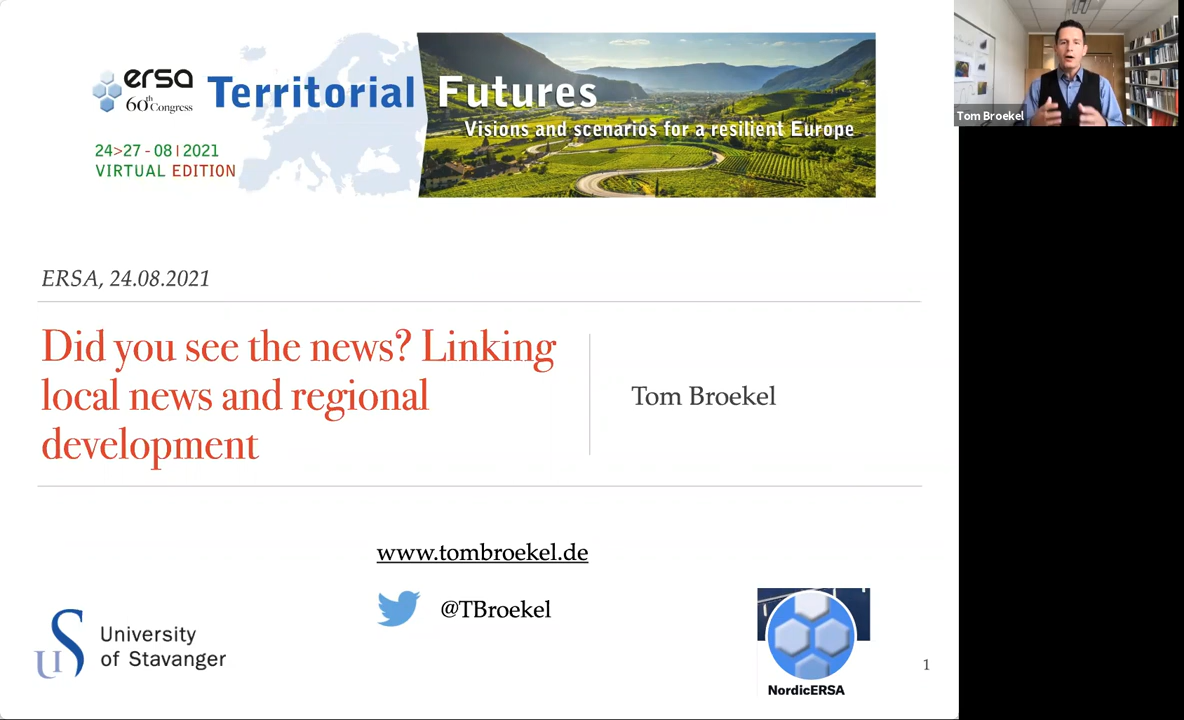 ersa
60th Congress
Territorial Futures
Visions and scenarios for a resilient Europe
24>27 - 08 | 2021
VIRTUAL EDITION
Tom Broekel
ERSA, 24.08.2021
Did you see the news? Linking
local news and regional
development
Tom Broekel
www.tombroekel.de
@TBroekel
US
University
of Stavanger
NordicERSA
1